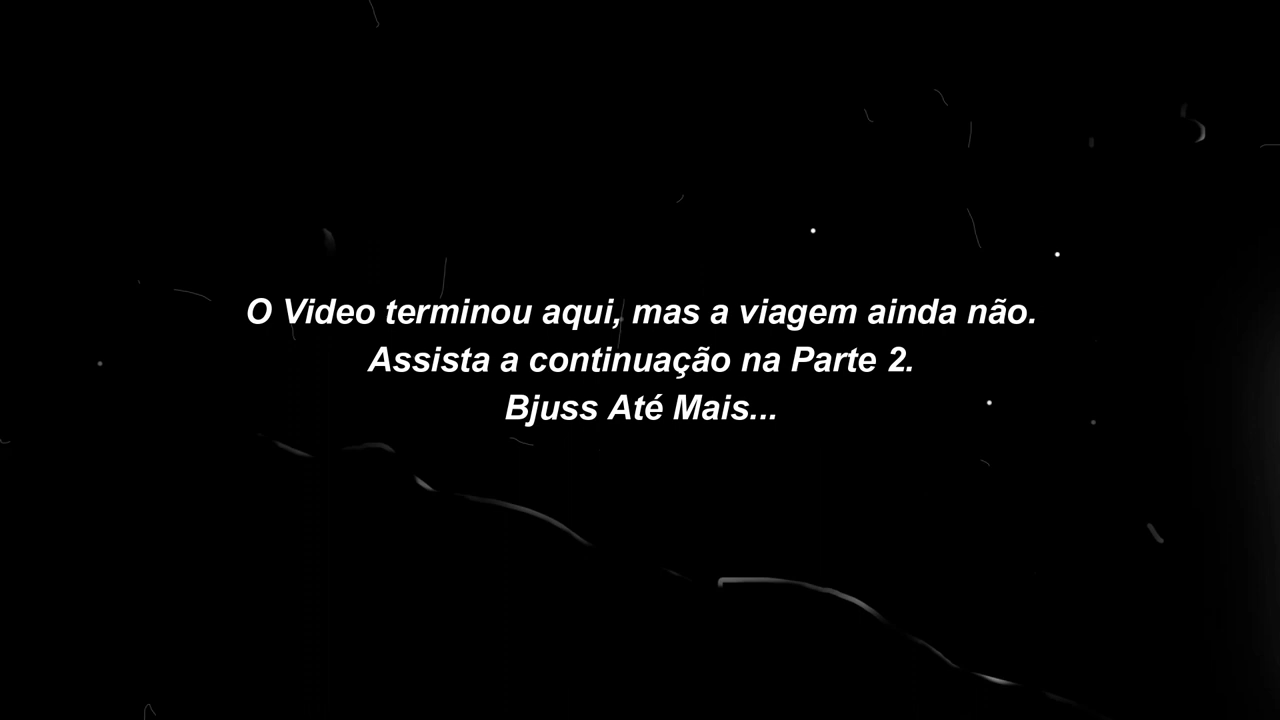 O Video terminou aqui, mas a viagem ainda não.
Assista a continuação na Parte 2.
Bjuss Até Mais...